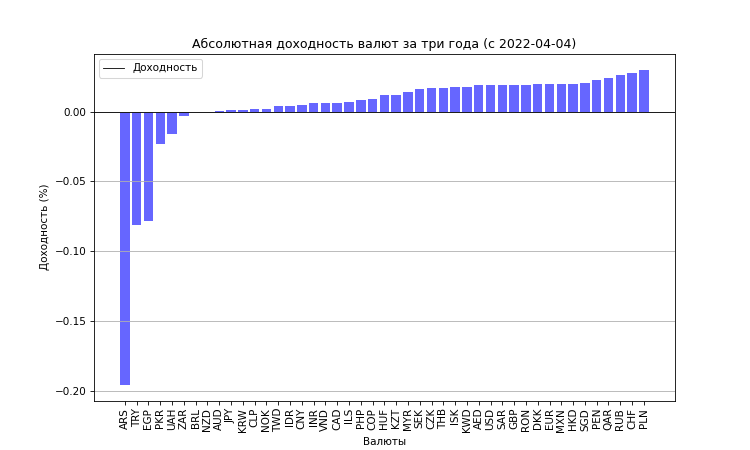 Абсолютная доходность валют за три года (с 2022-04-04)
Доходность
0.00
−0.05
−0.10
−0.15
−0.20
Доходность (%)
ARS TRY EGP PKR UAH ZAR BRL NZD AUD JPY KRW CLP NOK TWD IDR CNY INR VND CAD ILS PHP COP HUF KZT MYR SEK CZK THB ISK KWD AED USD SAR GBP RON DKK EUR MXN HKD SGD PEN QAR RUB CHF PLN
Валюты